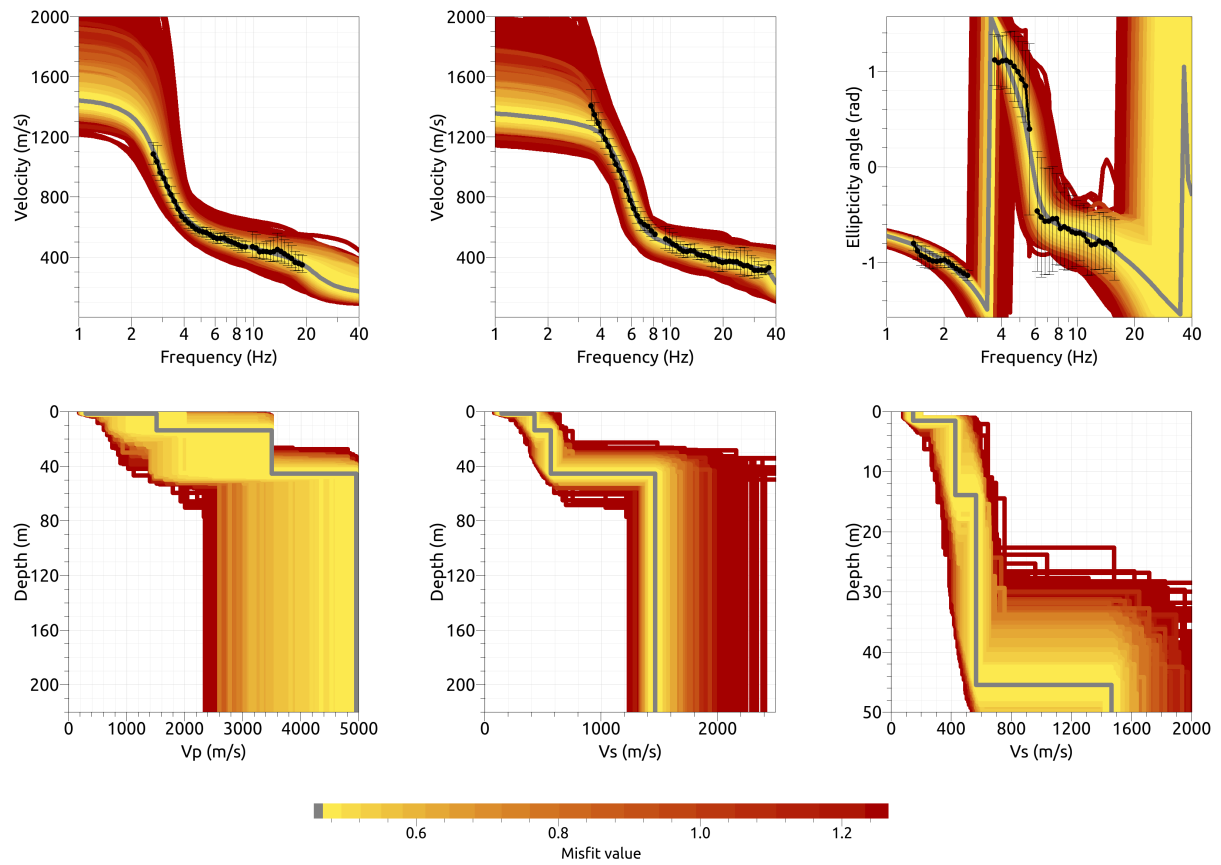 2000
1600
1200
800
400
Velocity (m/s)
1 2 4 6 8 10 20 40
Frequency (Hz)
2000
1600
1200
800
400
Velocity (m/s)
1 2 4 6 8 10 20 40
Frequency (Hz)
1
0
-1
Ellipticity angle (rad)
1 2 4 6 8 10 20 40
Frequency (Hz)
0
40
80
120
160
200
Depth (m)
0 1000 2000 3000 4000 5000
Vp (m/s)
0
40
80
120
160
200
Depth (m)
0 1000 2000
Vs (m/s)
0
10
20
30
40
50
Depth (m)
0 400 800 1200 1600 2000
Vs (m/s)
0.6 0.8 1.0 1.2
Misfit value